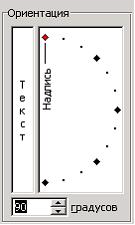 Ориентация
Текст
Надпись
90 градусов